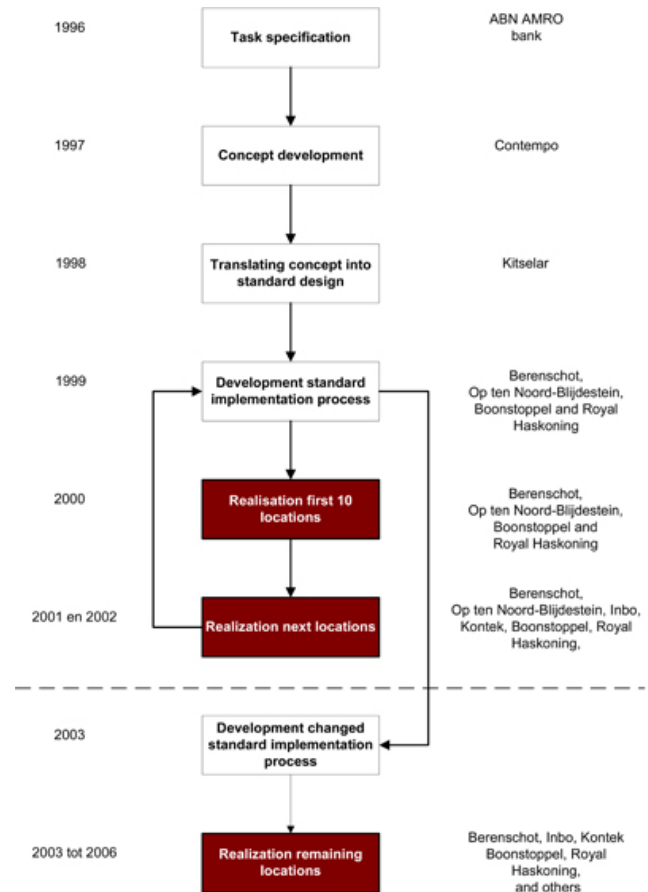 1996
Task specification
ABN AMRO
bank
1997
Concept development
Contempo
1998
Translating concept into
standard design
Kitselar
1999
Development standard
implementation process
Berenschot,
Op ten Noord-Blijdestein,
Boonstoppel and Royal
Haskoning
2000
Realisation first 10
locations
Berenschot,
Op ten Noord-Blijdestein,
Boonstoppel and
Royal Haskoning
2001 en 2002
Realization next locations
Berenschot,
Op ten Noord-Blijdestein, Inbo,
Kontek, Boonstoppel, Royal
Haskoning,
2003
Development changed
standard implementation
process
2003 tot 2006
Realization remaining
locations
Berenschot, Inbo, Kontek
Boonstoppel, Royal
Haskoning,
and others